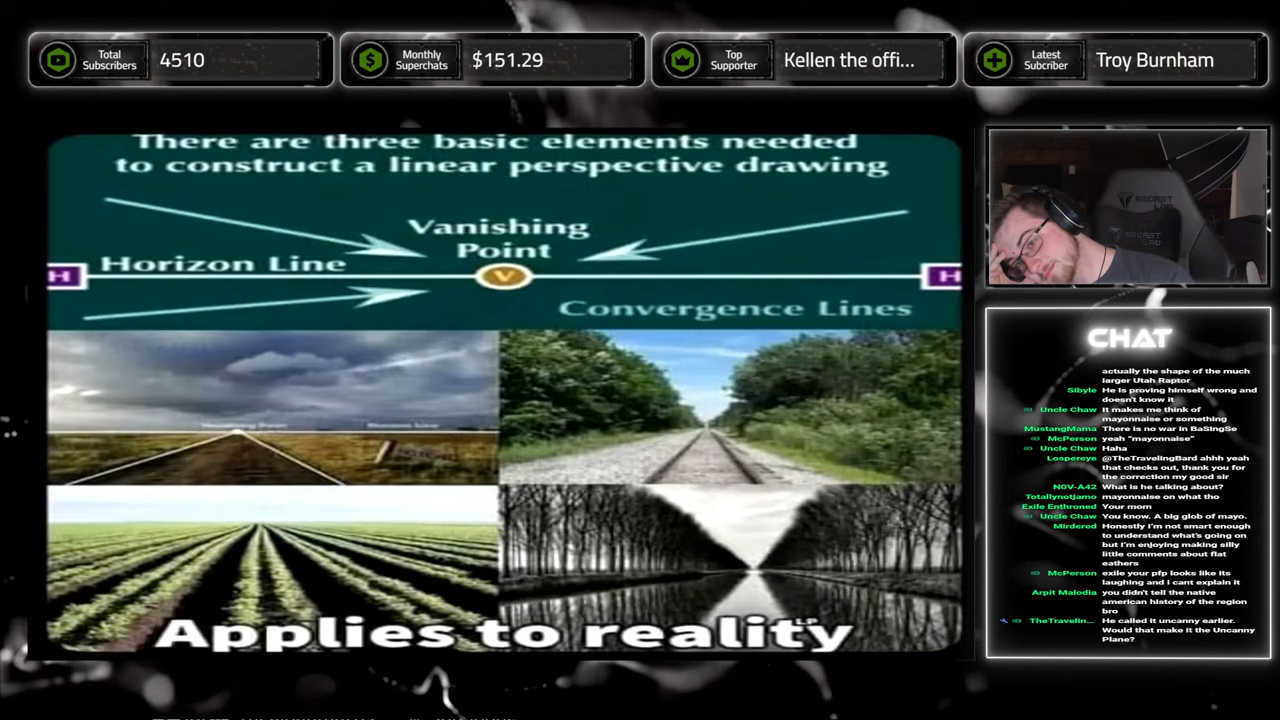 Total
Subscribers
4510
Monthly
Superchats
$151.29
Top
Supporter
Kellen the offi...
Latest
Subcriber
Troy Burnham
There are three basic elements needed
to construct a linear perspective drawing
Vanishing
Point
Horizon Line
H
V
H
Convergence Lines
Applies to reality
SECRET
LAB
CHAT
actually the shape of the much
larger Utah Raptor
Sibyle He is proving himself wrong and
doesn't know it
Uncle Chaw It makes me think of
mayonnaise or something
MustangMama There is no war in BaSingSe
McPerson yeah "mayonnaise"
Uncle Chaw Haha
Lospereye @TheTravelingBard ahhh yeah
that checks out, thank you for
the correction my good sir
N0V-A42 What is he talking about?
Totallynotjamo mayonnaise on what tho
Exile Enthroned Your mom
Uncle Chaw You know. A big glob of mayo.
Mirdered Honestly I'm not smart enough
to understand what's going on
but I'm enjoying making silly
little comments about flat
eathers
McPerson exile your pfp looks like its
laughing and I cant explain it
Arpit Malodia you didn't tell the native
american history of the region
bro
TheTravelin... He called it uncanny earlier.
Would that make it the Uncanny
Plane?